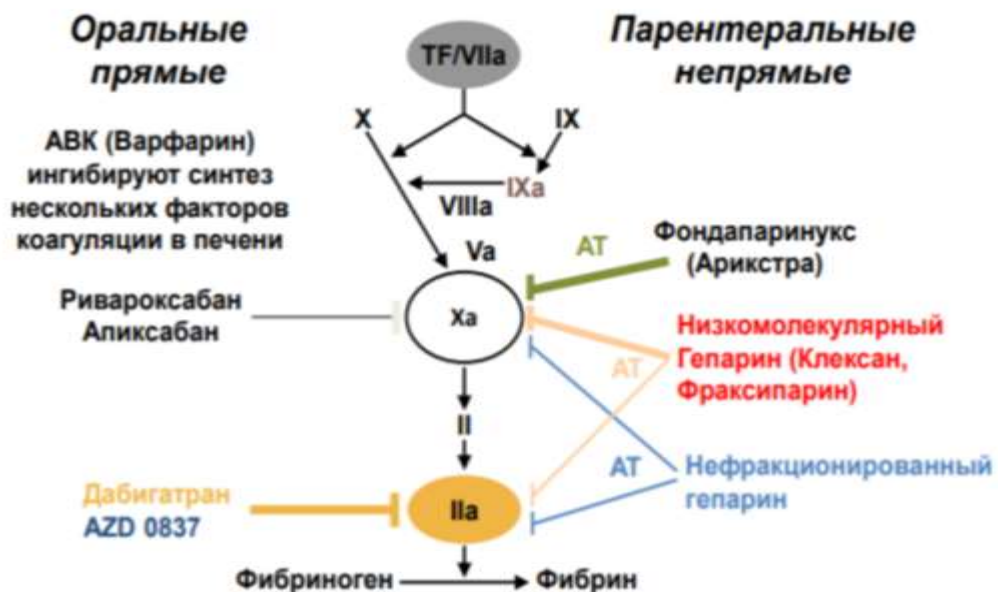 Оральные
прямые
Парентеральные
непрямые
TF/VIIa
X
IX
АВК (Варфарин)
ингибируют синтез
нескольких факторов
коагуляции в печени
IXa
VIIIa
Va
AT
Фондапаринукс
(Арикстра)
Ривароксабан
Апиксабан
Xa
Низкомолекулярный
Гепарин (Клексан,
Фраксипарин)
AT
II
AT
Нефракционированный
гепарин
Дабигатран
AZD 0837
IIa
Фибриноген
Фибрин